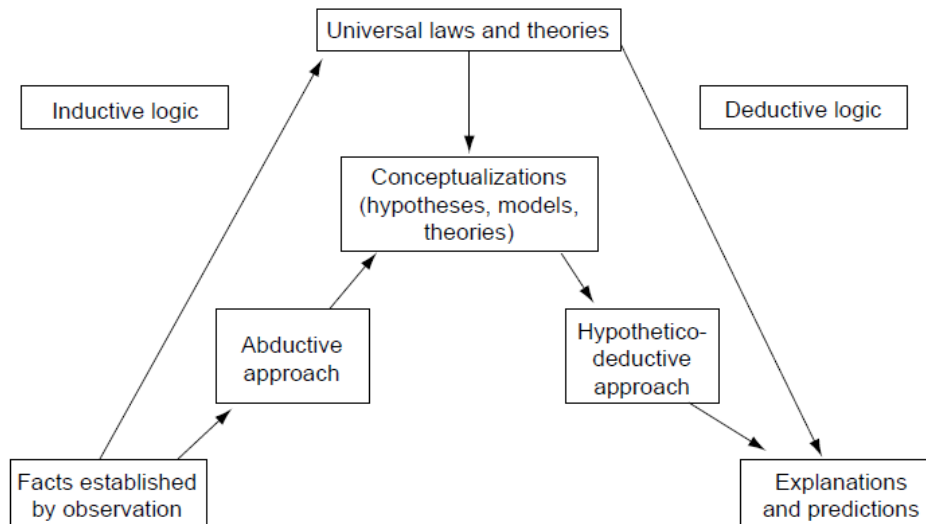 Universal laws and theories
Inductive logic
Deductive logic
Conceptualizations
(hypotheses, models,
theories)
Abductive
approach
Hypothetico-
deductive
approach
Facts established
by observation
Explanations
and predictions